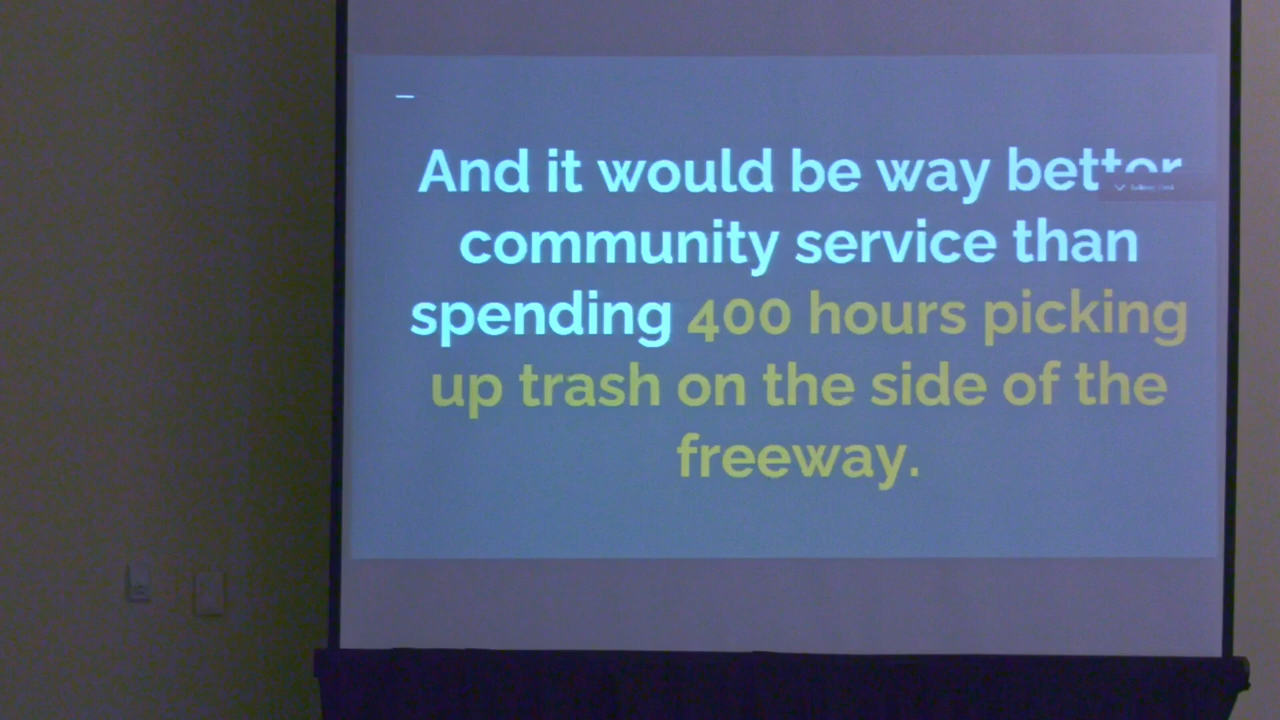 And it would be way better
community service than
spending 400 hours picking
up trash on the side of the
freeway.